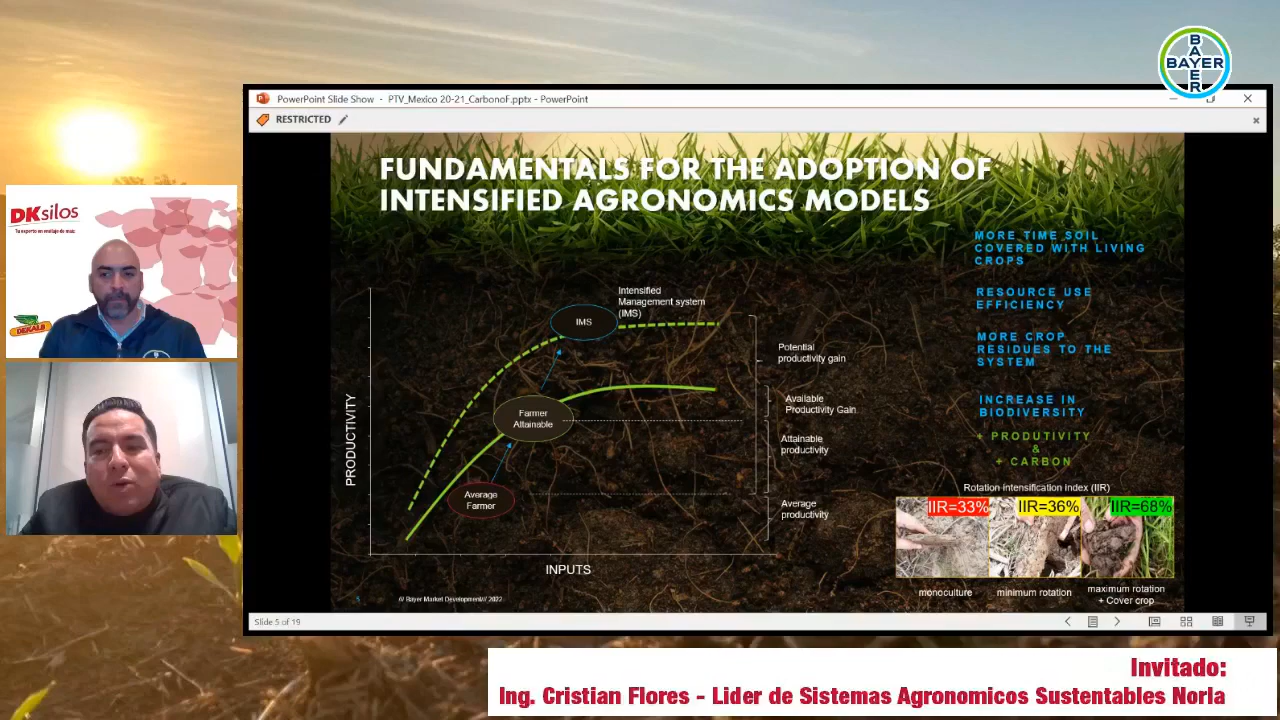 BAYER
BAYER
PowerPoint Slide Show - PTV_Mexico 20-21_CarbonoF.pptx - PowerPoint
RESTRICTED
FUNDAMENTALS FOR THE ADOPTION OF
INTENSIFIED AGRONOMICS MODELS
MORE TIME SOIL
COVERED WITH LIVING
CROPS
RESOURCE USE
EFFICIENCY
MORE CROP
RESIDUES TO THE
SYSTEM
INCREASE IN
BIODIVERSITY
+ PRODUTIVITY
&
+ CARBON
Intensified
Management system
(IMS)
IMS
Potential
productivity gain
Available
Productivity Gain
Farmer
Attainable
Attainable
productivity
Average
Farmer
Average
productivity
PRODUCTIVITY
INPUTS
Rotation intensification index (IIR)
IIR=33%
IIR=36%
IIR=68%
monoculture
minimum rotation
maximum rotation
+ Cover crop
5
/// Bayer Market Development/// 2022
Slide 5 of 19
DKsilos
Tu experto en ensilaje de maíz.
DEKALB
Invitado:
Ing. Cristian Flores - Lider de Sistemas Agronomicos Sustentables Norla